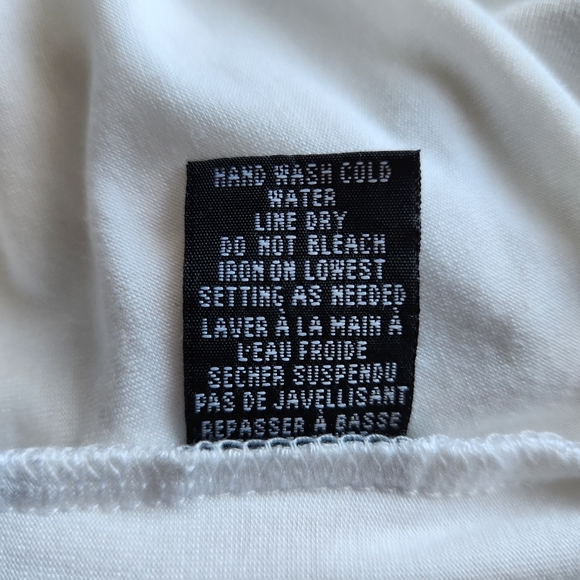 HAND WASH COLD
WATER
LINE DRY
DO NOT BLEACH
IRON ON LOWEST
SETTING AS NEEDED
LAVER À LA MAIN À
L'EAU FROIDE
SECHER SUSPENDU
PAS DE JAVELLISANT
REPASSER À BASSE